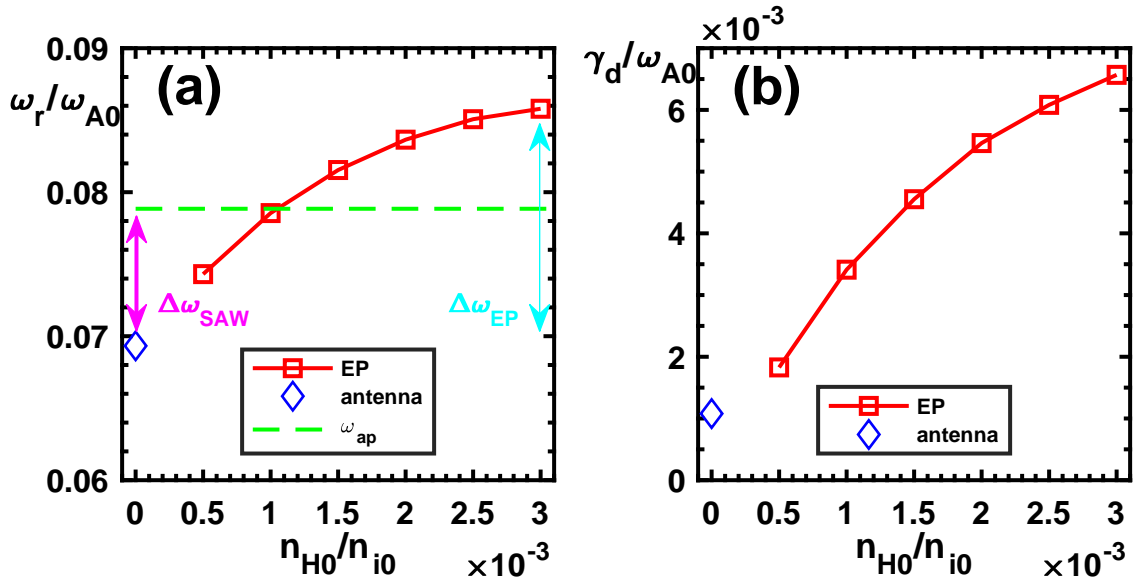 (a)
ω_r/ω_A0
0.09
0.08
0.07
0.06
Δω_SAW
Δω_EP
EP
antenna
ω_ap
0 0.5 1 1.5 2 2.5 3
n_H0/n_i0 ×10^-3
(b)
×10^-3
γ_d/ω_A0
6
4
2
0
EP
antenna
0 0.5 1 1.5 2 2.5 3
n_H0/n_i0 ×10^-3